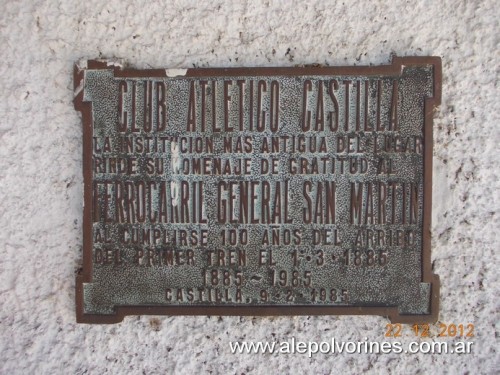 CLUB ATLETICO CASTILLA
LA INSTITUCION MAS ANTIGUA DEL LUGAR
RINDE SU HOMENAJE DE GRATITUD AL
FERROCARRIL GENERAL SAN MARTIN
AL CUMPLIRSE 100 AÑOS DEL ARRIBO
DEL PRIMER TREN EL 1·3·1885
1885~1985
CASTILLA, 9·2·1985
22 12 2012
www.alepolvorines.com.ar